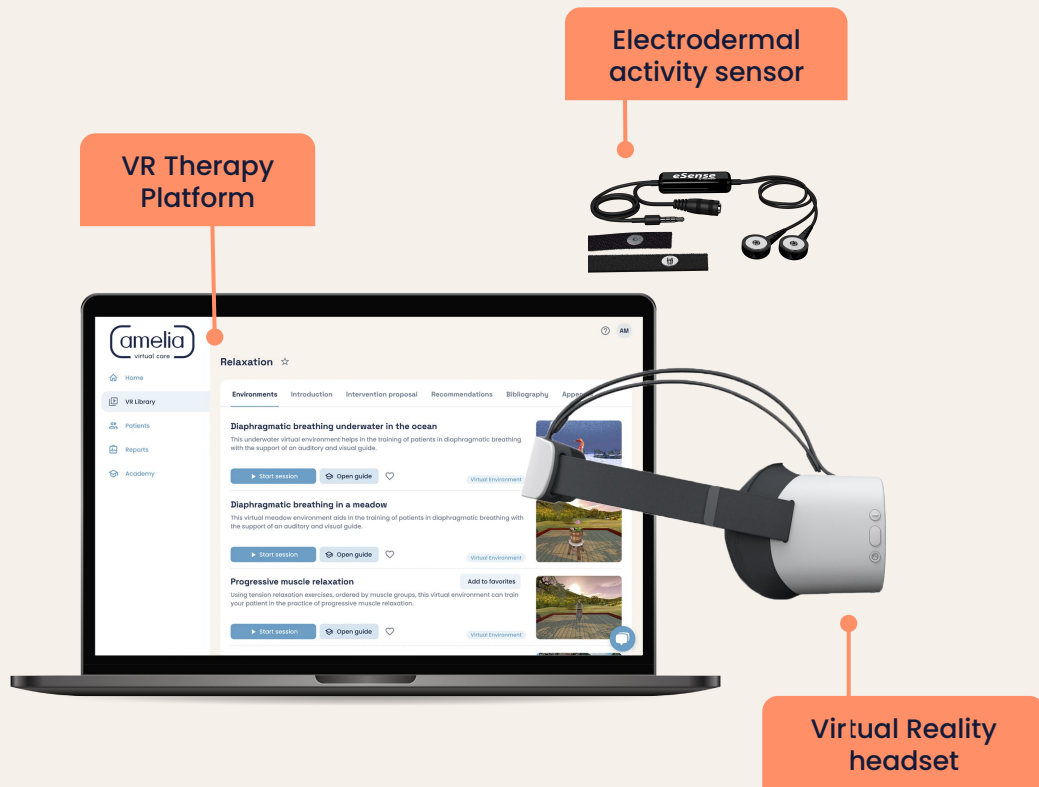 Electrodermal
activity sensor
VR Therapy
Platform
eSense
amelia
virtual care
AM
Home
VR Library
Patients
Reports
Academy
Relaxation
Environments Introduction Intervention proposal Recommendations Bibliography
Diaphragmatic breathing underwater in the ocean
This underwater virtual environment helps in the training of patients in diaphragmatic breathing
with the support of an auditory and visual guide.
Start session Open guide Virtual Environment
Diaphragmatic breathing in a meadow
This virtual meadow environment aids in the training of patients in diaphragmatic breathing with
the support of an auditory and visual guide.
Start session Open guide Virtual Environment
Progressive muscle relaxation Add to favorites
Using tension relaxation exercises, ordered by muscle groups, this virtual environment can train
your patient in the practice of progressive muscle relaxation.
Start session Open guide Virtual Environment
Virtual Reality
headset